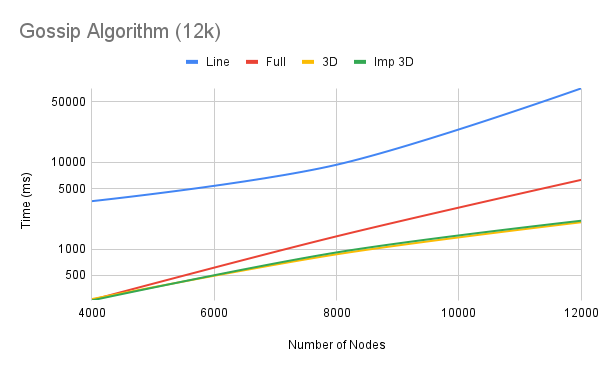 Gossip Algorithm (12k)
Line Full 3D Imp 3D
50000
10000
5000
1000
500
Time (ms)
4000 6000 8000 10000 12000
Number of Nodes